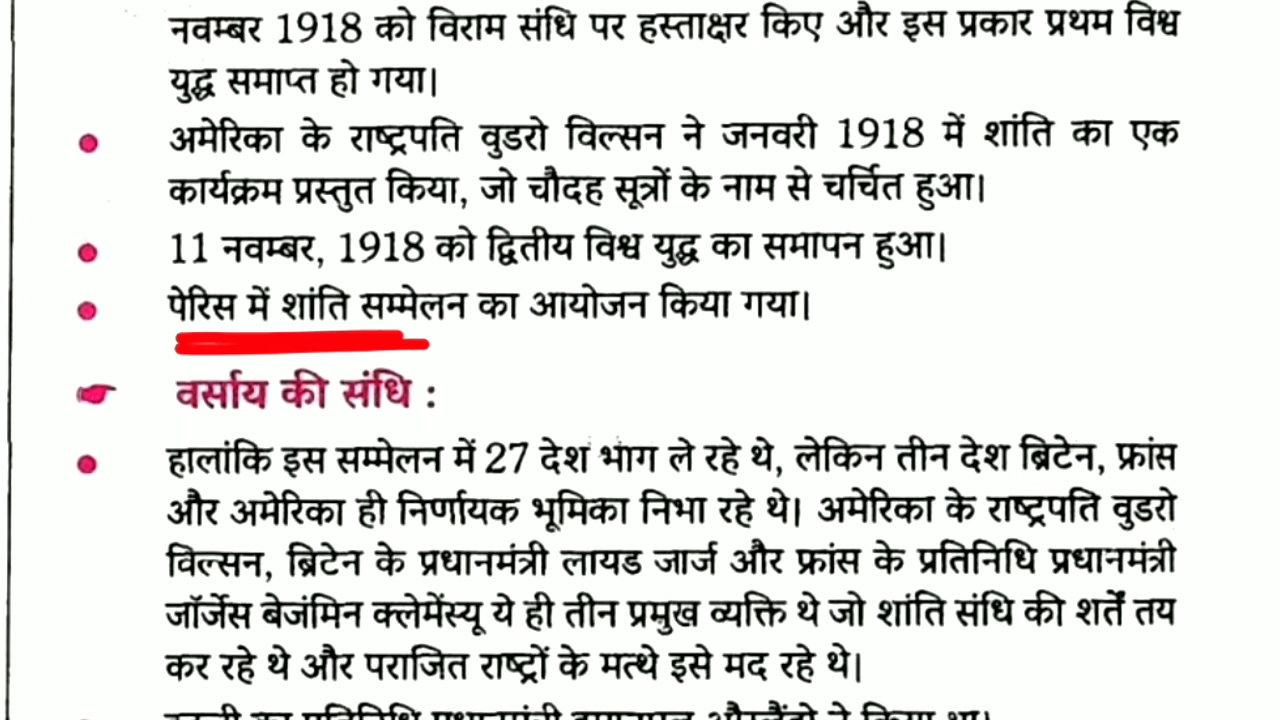 नवम्बर 1918 को विराम संधि पर हस्ताक्षर किए और इस प्रकार प्रथम विश्व
युद्ध समाप्त हो गया।
अमेरिका के राष्ट्रपति वुडरो विल्सन ने जनवरी 1918 में शांति का एक
कार्यक्रम प्रस्तुत किया, जो चौदह सूत्रों के नाम से चर्चित हुआ।
11 नवम्बर, 1918 को द्वितीय विश्व युद्ध का समापन हुआ।
पेरिस में शांति सम्मेलन का आयोजन किया गया।
वर्साय की संधि :
हालांकि इस सम्मेलन में 27 देश भाग ले रहे थे, लेकिन तीन देश ब्रिटेन, फ्रांस
और अमेरिका ही निर्णायक भूमिका निभा रहे थे। अमेरिका के राष्ट्रपति वुडरो
विल्सन, ब्रिटेन के प्रधानमंत्री लायड जार्ज और फ्रांस के प्रतिनिधि प्रधानमंत्री
जॉर्जेस बेजंमिन क्लेमेंस्यू ये ही तीन प्रमुख व्यक्ति थे जो शांति संधि की शर्तें तय
कर रहे थे और पराजित राष्ट्रों के मत्थे इसे मद रहे थे।